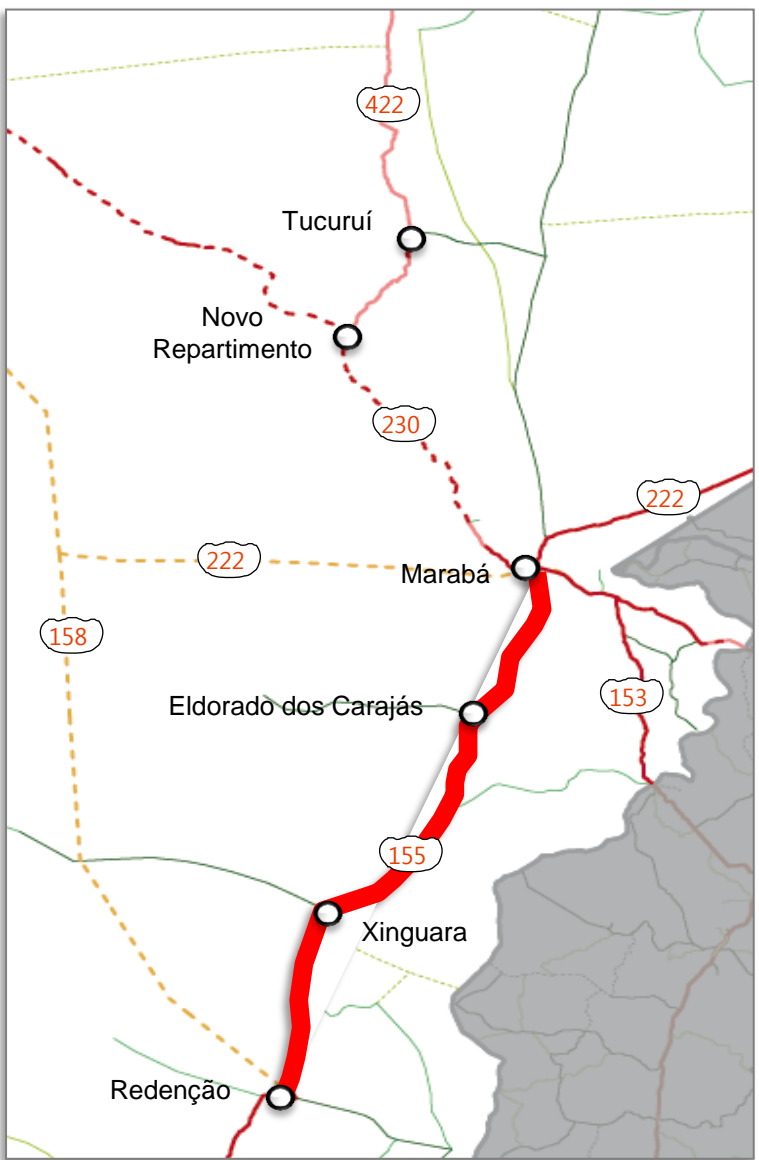 422
Tucuruí
Novo
Repartimento
230
222
222
Marabá
158
153
Eldorado dos Carajás
155
Xinguara
Redenção